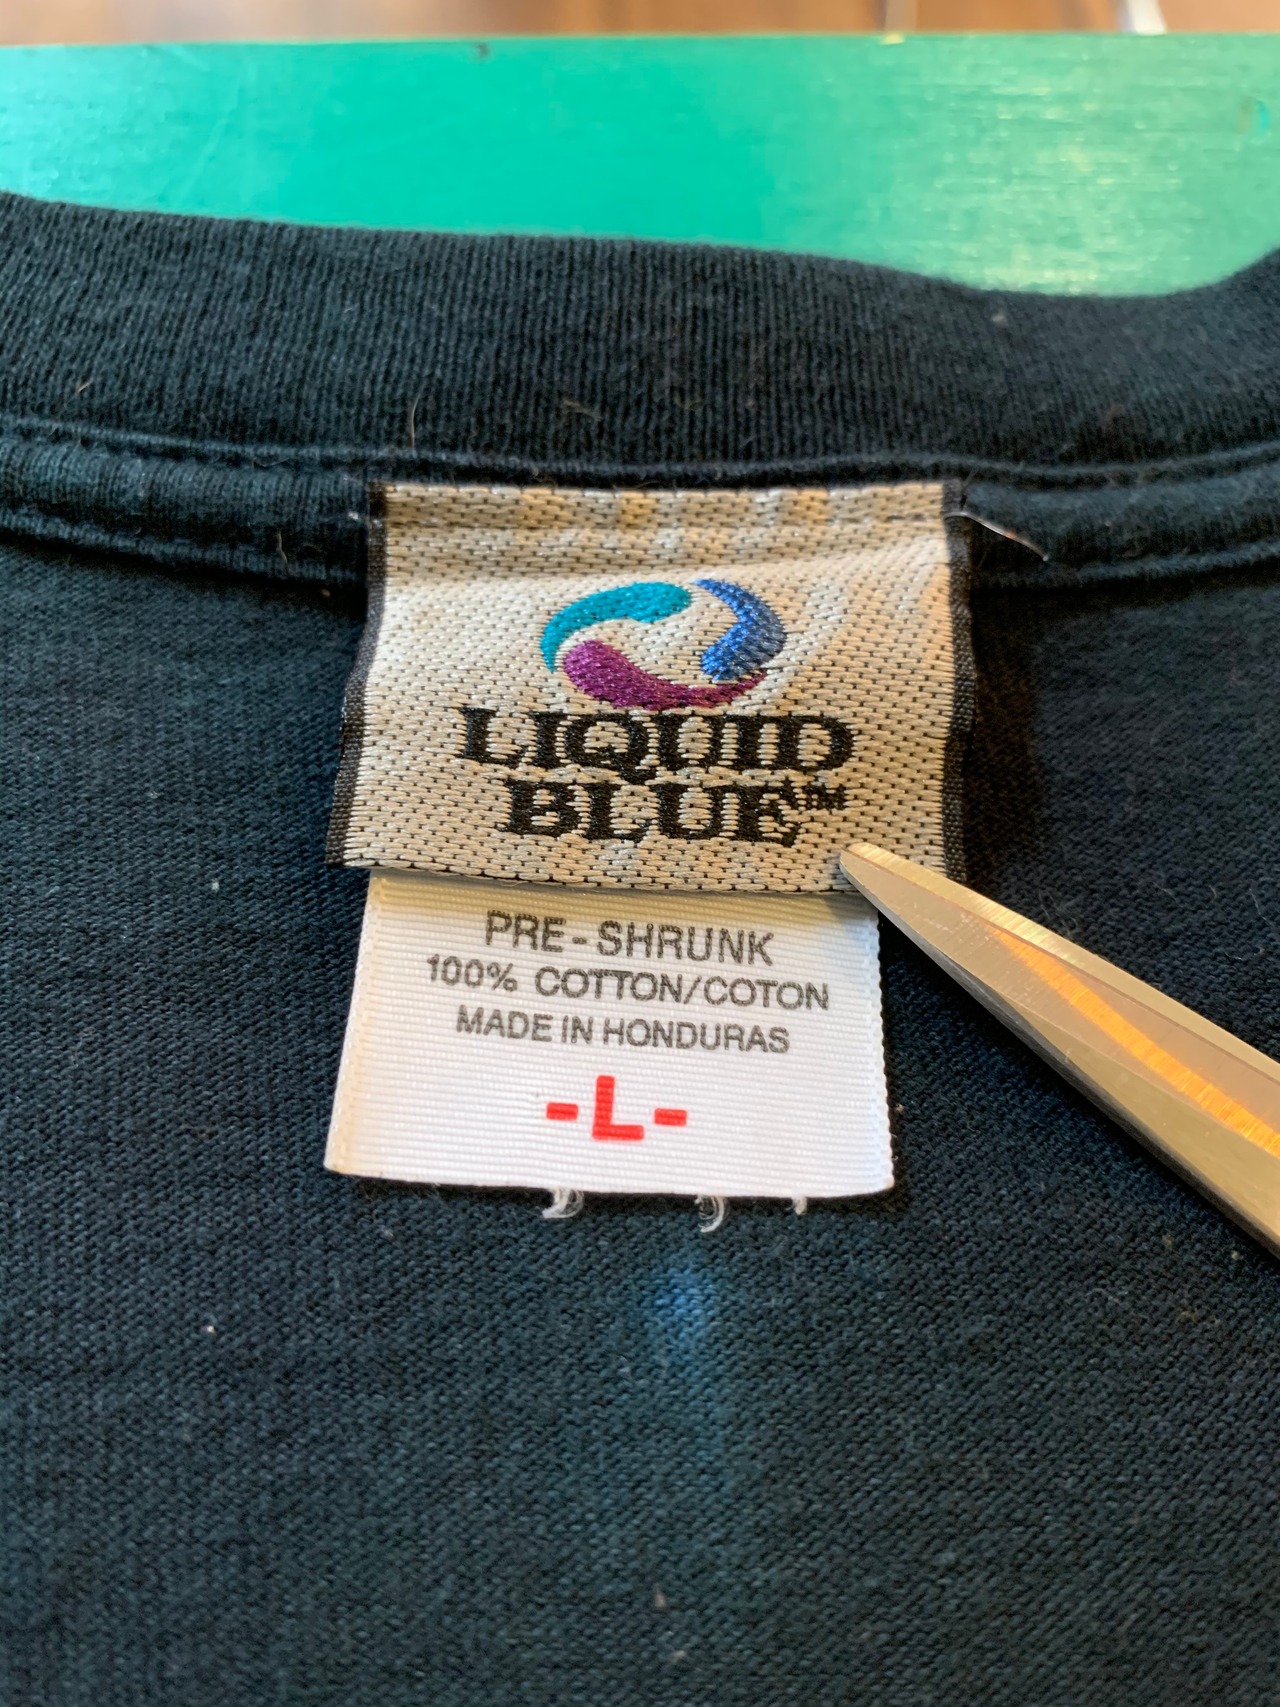 LIQUID
BLUE™
PRE-SHRUNK
100% COTTON/COTON
MADE IN HONDURAS
-L-